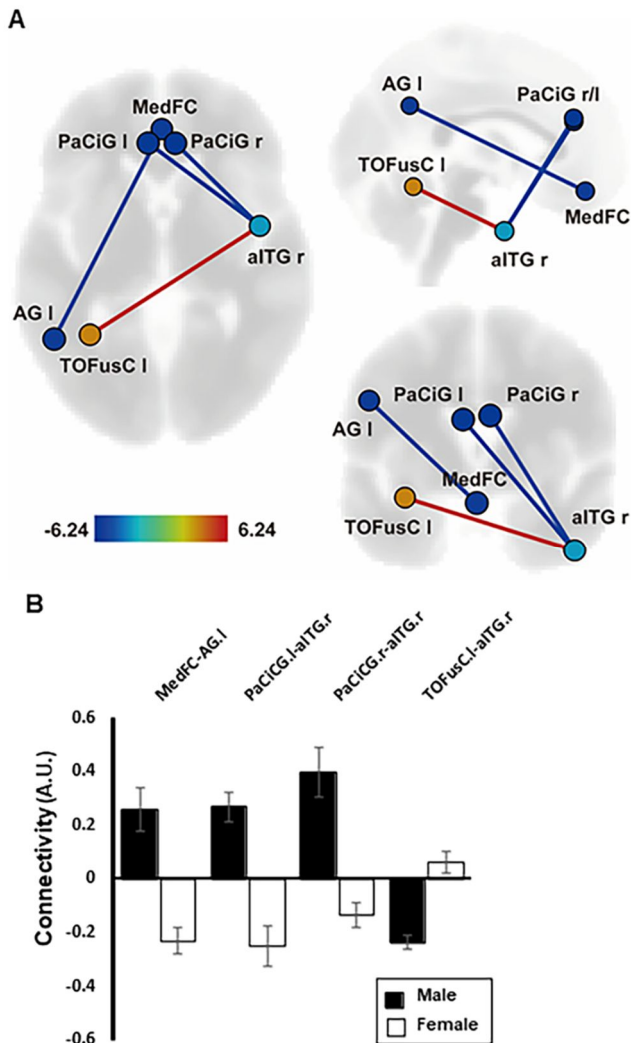 A
MedFC
PaCiG l
PaCiG r
aITG r
AG l
TOFusC l
AG l
PaCiG r/l
TOFusC l
MedFC
aITG r
PaCiG l
PaCiG r
AG l
MedFC
TOFusC l
aITG r
-6.24
6.24
B
MedFC-AG.l
PaCiCG.l-aITG.r
PaCiCG.r-aITG.r
TOFusC.l-aITG.r
Connectivity (A.U.)
0.6
0.4
0.2
0
-0.2
-0.4
-0.6
Male
Female